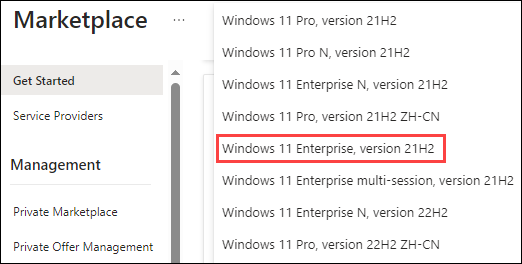 Marketplace ...
Get Started
Service Providers
Management
Private Marketplace
Private Offer Management
Windows 11 Pro, version 21H2
Windows 11 Pro N, version 21H2
Windows 11 Enterprise N, version 21H2
Windows 11 Pro, version 21H2 ZH-CN
Windows 11 Enterprise, version 21H2
Windows 11 Enterprise multi-session, version 21H2
Windows 11 Enterprise N, version 22H2
Windows 11 Pro, version 22H2 ZH-CN